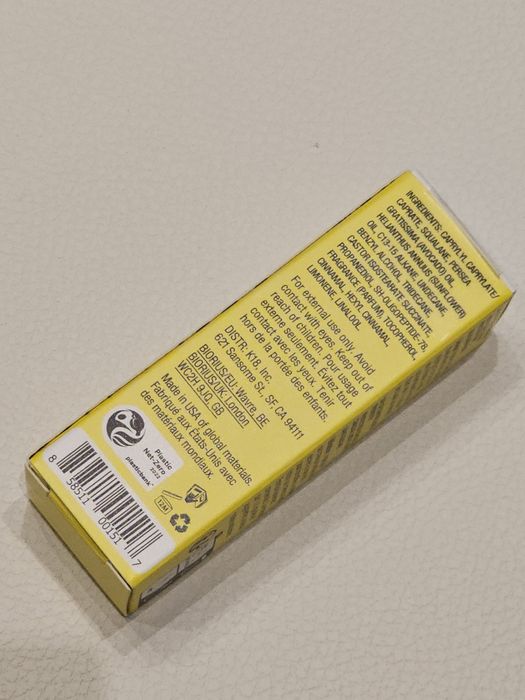 INGREDIENTS: CAPRYLYL CAPRYLATE/
CAPRATE, SQUALANE, PERSEA
GRATISSIMA (AVOCADO) OIL,
HELIANTHUS ANNUUS (SUNFLOWER)
OIL, C13-16 ALKANE, UNDECANE,
BENZYL ALCOHOL, TRIDECANE,
CASTOR ISOSTEARATE SUCCINATE,
PROPANEDIOL, SH-OLIGOPEPTIDE-78,
FRAGRANCE (PARFUM), TOCOPHEROL,
CINNAMAL, HEXYL CINNAMAL,
LIMONENE, LINALOOL
For external use only. Avoid
contact with eyes. Keep out of
reach of children. Pour usage
externe seulement. Évitez tout
contact avec les yeux. Tenir
hors de la portée des enfants.
DISTR. K18, Inc.
621 Sansome St., SF, CA 94111
BIORIUS.EU: Wavre, BE
BIORIUS.UK: London,
WC2H 9JQ, GB
Made in USA of global materials.
Fabriqué aux États-Unis avec
des matériaux mondiaux.
Plastic
Net-Zero
2022
plasticbank
12M
8 58511 00151 7